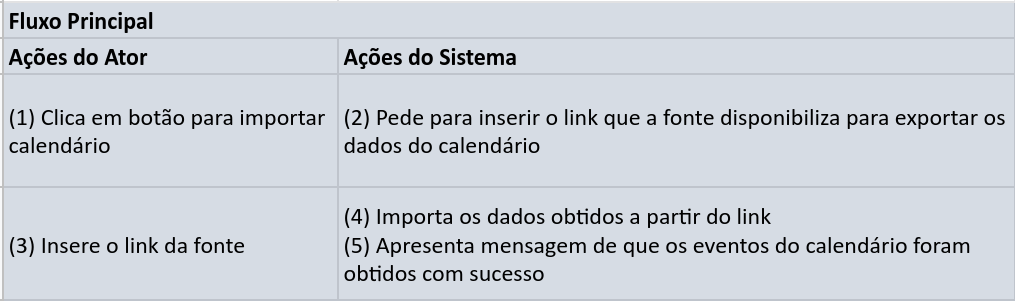 Fluxo Principal
Ações do Ator
Ações do Sistema
(1) Clica em botão para importar
calendário
(2) Pede para inserir o link que a fonte disponibiliza para exportar os
dados do calendário
(3) Insere o link da fonte
(4) Importa os dados obtidos a partir do link
(5) Apresenta mensagem de que os eventos do calendário foram
obtidos com sucesso